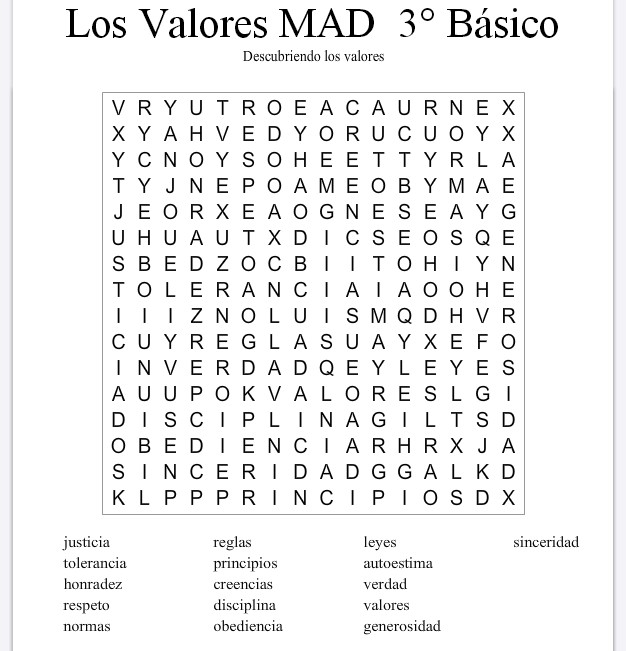 Los Valores MAD  3° Básico
Descubriendo los valores
V R Y U T R O E A C A U R N E X
X Y A H V E D Y O R U C U O Y X
Y C N O Y S O H E E T T Y R L A
T Y J N E P O A M E O B Y M A E
J E O R X E A O G N E S E A Y G
U H U A U T X D I C S E O S Q E
S B E D Z O C B I I T O H I Y N
T O L E R A N C I A I A O O H E
I I I Z N O L U I S M Q D H V R
C U Y R E G L A S U A Y X E F O
I N V E R D A D Q E Y L E Y E S
A U U P O K V A L O R E S L G I
D I S C I P L I N A G I L T S D
O B E D I E N C I A R H R X J A
S I N C E R I D A D G G A L K D
K L P P P R I N C I P I O S D X
justicia reglas leyes sinceridad
tolerancia principios autoestima
honradez creencias verdad
respeto disciplina valores
normas obediencia generosidad